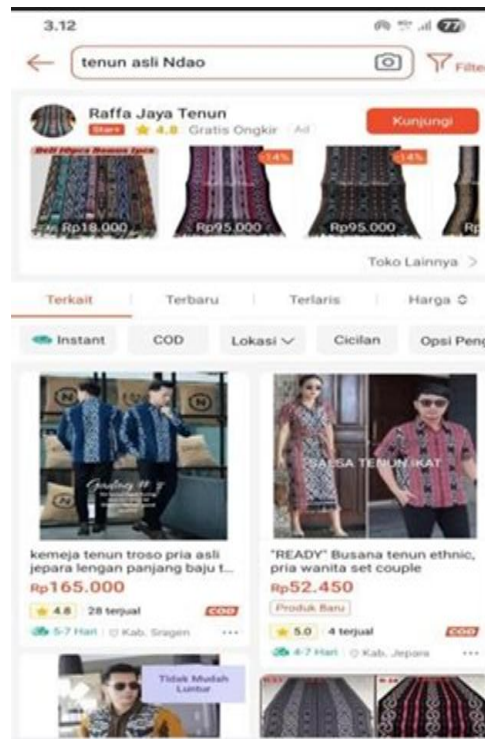 3.12
77
tenun asli Ndao
Filter
Raffa Jaya Tenun
Star+ 4.8 Gratis Ongkir Ad
Kunjungi
Beli 10pcs Bonus 1pcs
-14%
-14%
Rp18.000
Rp95.000
Rp95.000
Rp
Toko Lainnya >
Terkait
Terbaru
Terlaris
Harga
Instant
COD
Lokasi
Cicilan
Opsi Peng
SALSA TENUN IKAT
kemeja tenun troso pria asli
jepara lengan panjang baju t...
Rp165.000
4.8 28 terjual COD
5-7 Hari Kab. Sragen
"READY" Busana tenun ethnic,
pria wanita set couple
Rp52.450
Produk Baru
5.0 4 terjual COD
4-7 Hari Kab. Jepara
Tidak Mudah
Luntur